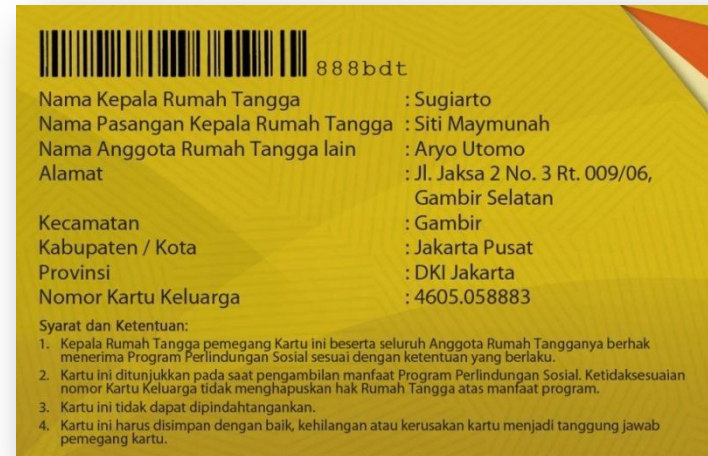 888bdt
Nama Kepala Rumah Tangga : Sugiarto
Nama Pasangan Kepala Rumah Tangga : Siti Maymunah
Nama Anggota Rumah Tangga lain : Aryo Utomo
Alamat : Jl. Jaksa 2 No. 3 Rt. 009/06,
Gambir Selatan
Kecamatan : Gambir
Kabupaten / Kota : Jakarta Pusat
Provinsi : DKI Jakarta
Nomor Kartu Keluarga : 4605.058883
Syarat dan Ketentuan:
1. Kepala Rumah Tangga pemegang Kartu ini beserta seluruh Anggota Rumah Tangganya berhak
menerima Program Perlindungan Sosial sesuai dengan ketentuan yang berlaku.
2. Kartu ini ditunjukkan pada saat pengambilan manfaat Program Perlindungan Sosial. Ketidaksesuaian
nomor Kartu Keluarga tidak menghapuskan hak Rumah Tangga atas manfaat program.
3. Kartu ini tidak dapat dipindahtangankan.
4. Kartu ini harus disimpan dengan baik, kehilangan atau kerusakan kartu menjadi tanggung jawab
pemegang kartu.